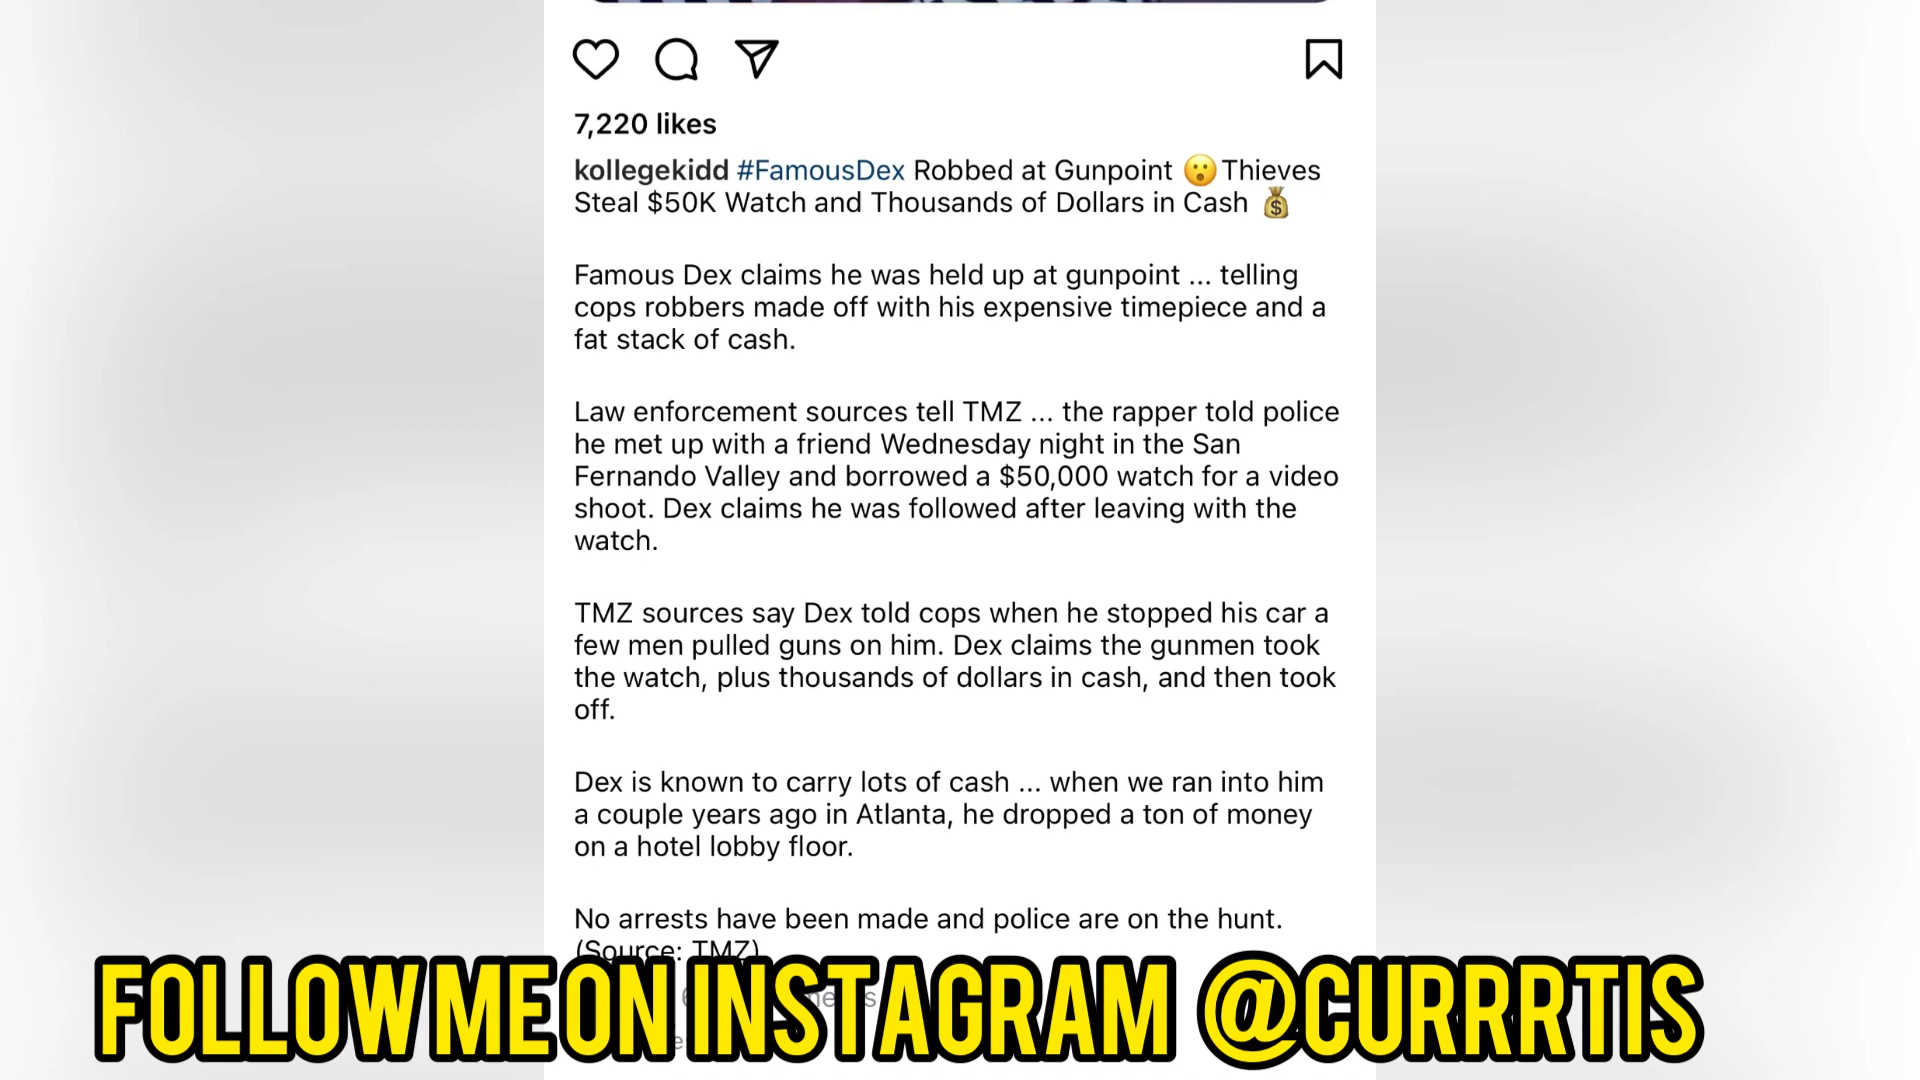 7,220 likes
kollegekidd #FamousDex Robbed at Gunpoint 😮Thieves
Steal $50K Watch and Thousands of Dollars in Cash 💰
Famous Dex claims he was held up at gunpoint ... telling
cops robbers made off with his expensive timepiece and a
fat stack of cash.
Law enforcement sources tell TMZ ... the rapper told police
he met up with a friend Wednesday night in the San
Fernando Valley and borrowed a $50,000 watch for a video
shoot. Dex claims he was followed after leaving with the
watch.
TMZ sources say Dex told cops when he stopped his car a
few men pulled guns on him. Dex claims the gunmen took
the watch, plus thousands of dollars in cash, and then took
off.
Dex is known to carry lots of cash ... when we ran into him
a couple years ago in Atlanta, he dropped a ton of money
on a hotel lobby floor.
No arrests have been made and police are on the hunt.
(Source: TMZ)
FOLLOW ME ON INSTAGRAM @CURRRTIS